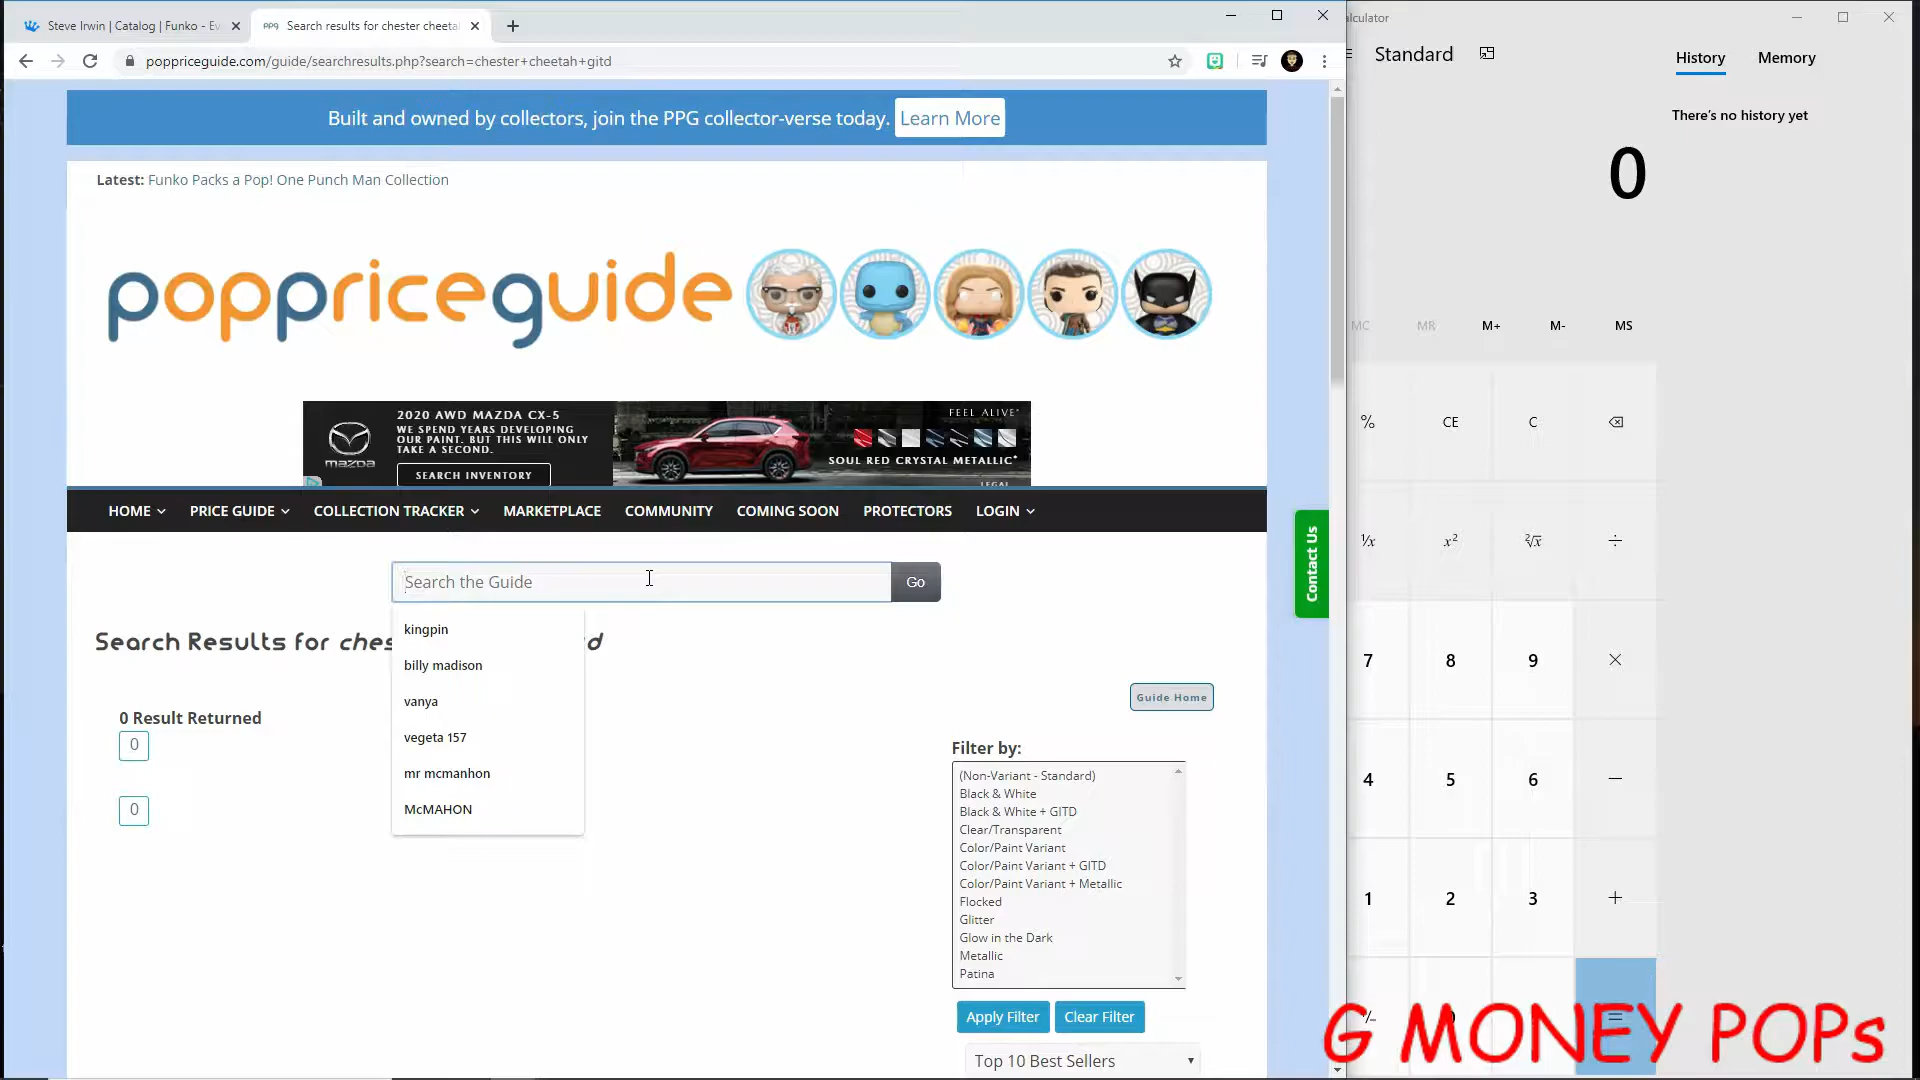 Steve Irwin | Catalog | Funko - Ev
PPG Search results for chester cheeta
poppriceguide.com/guide/searchresults.php?search=chester+cheetah+gitd
Built and owned by collectors, join the PPG collector-verse today. Learn More
Latest: Funko Packs a Pop! One Punch Man Collection
poppriceguide
mazda
2020 AWD MAZDA CX-5
WE SPEND YEARS DEVELOPING
OUR PAINT. BUT THIS WILL ONLY
TAKE A SECOND.
SEARCH INVENTORY
FEEL ALIVE
SOUL RED CRYSTAL METALLIC*
LEGAL
HOME PRICE GUIDE COLLECTION TRACKER MARKETPLACE COMMUNITY COMING SOON PROTECTORS LOGIN
Contact Us
Search the Guide Go
kingpin
billy madison
vanya
vegeta 157
mr mcmanhon
McMAHON
Search Results for ches d
Guide Home
0 Result Returned
0
0
Filter by:
(Non-Variant - Standard)
Black & White
Black & White + GITD
Clear/Transparent
Color/Paint Variant
Color/Paint Variant + GITD
Color/Paint Variant + Metallic
Flocked
Glitter
Glow in the Dark
Metallic
Patina
Apply Filter Clear Filter
Top 10 Best Sellers
alculator
Standard
History Memory
There's no history yet
0
MC MR M+ M- MS
% CE C
⅟x x² ²√x ÷
7 8 9 ×
4 5 6 −
1 2 3 +
=
G MONEY POPs